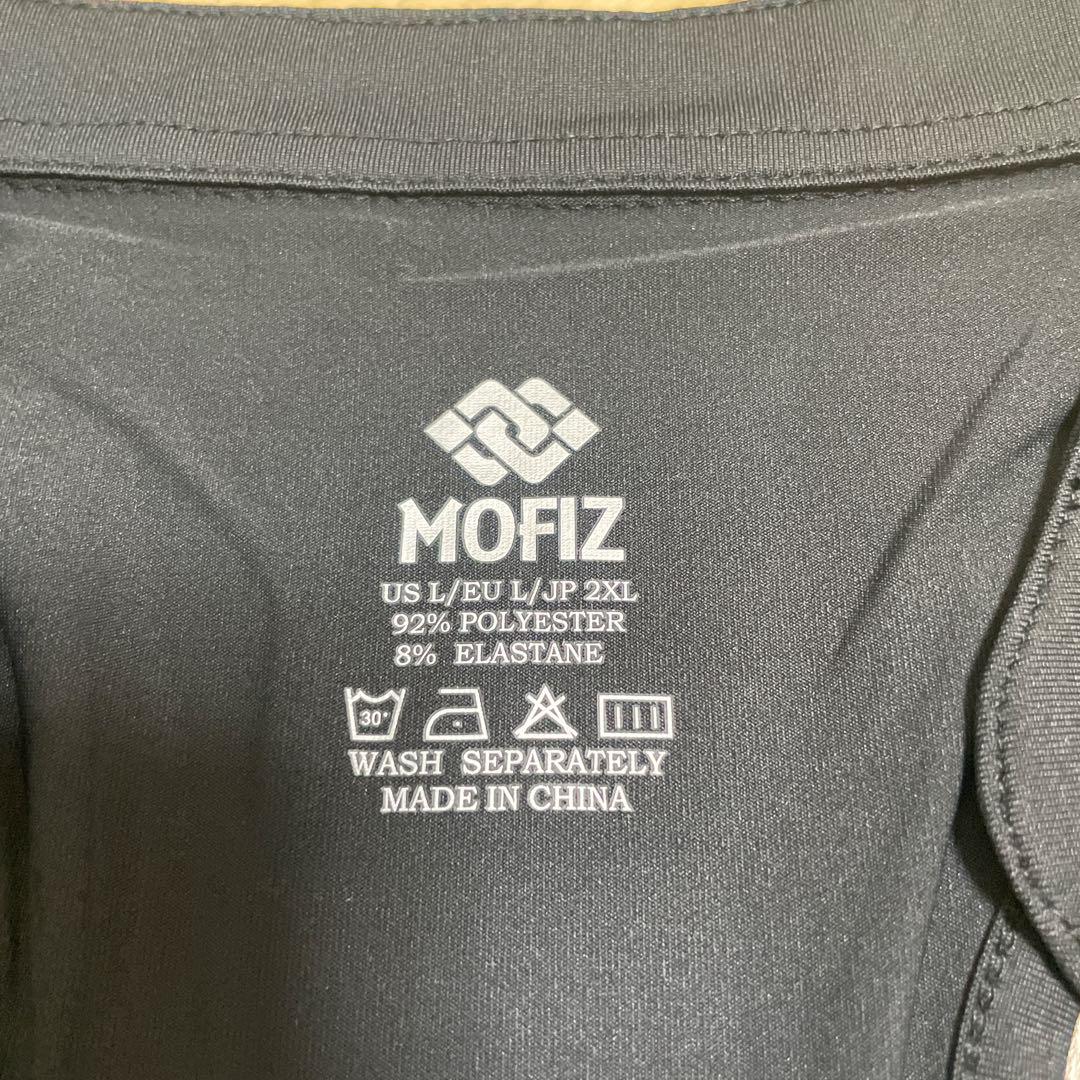 MOFIZ
US L/EU L/JP 2XL
92% POLYESTER
8% ELASTANE
30°
WASH SEPARATELY
MADE IN CHINA